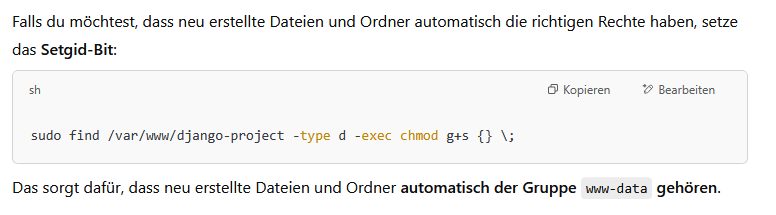 Falls du möchtest, dass neu erstellte Dateien und Ordner automatisch die richtigen Rechte haben, setze
das Setgid-Bit:
sh Kopieren Bearbeiten
sudo find /var/www/django-project -type d -exec chmod g+s {} \;
Das sorgt dafür, dass neu erstellte Dateien und Ordner automatisch der Gruppe www-data gehören.